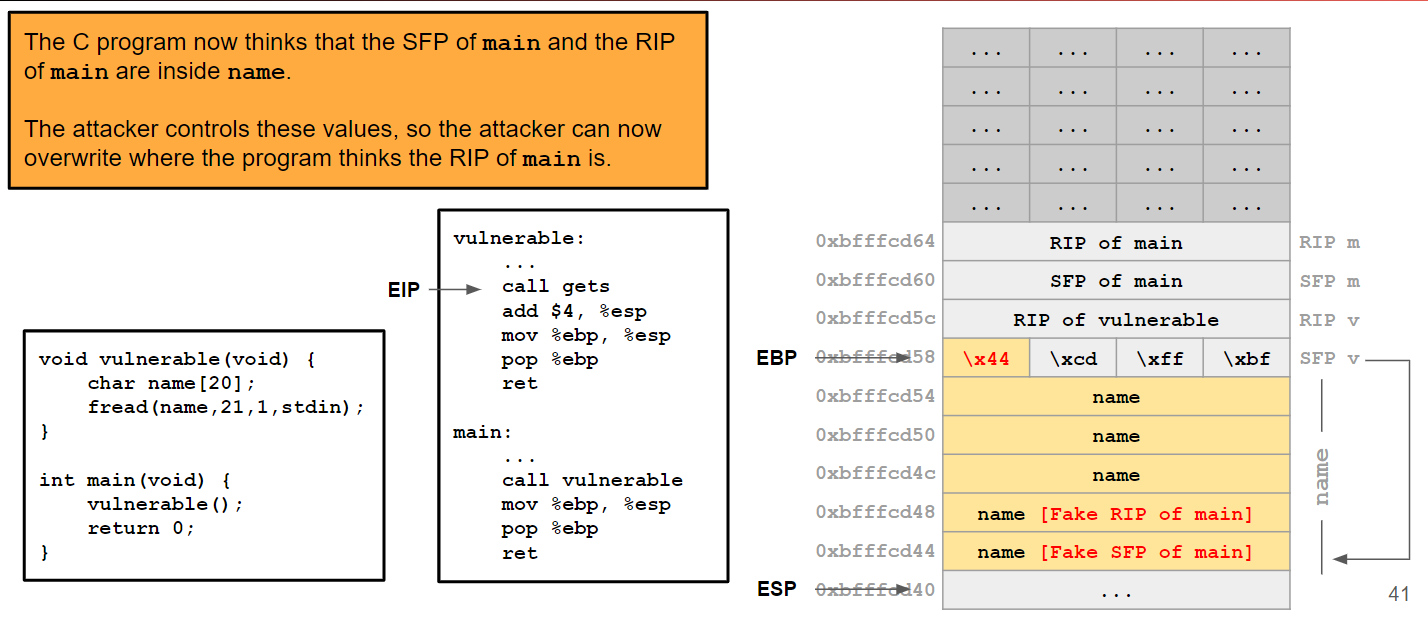 The C program now thinks that the SFP of main and the RIP
of main are inside name.
The attacker controls these values, so the attacker can now
overwrite where the program thinks the RIP of main is.
void vulnerable(void) {
    char name[20];
    fread(name,21,1,stdin);
}
int main(void) {
    vulnerable();
    return 0;
}
EIP
vulnerable:
    ...
    call gets
    add $4, %esp
    mov %ebp, %esp
    pop %ebp
    ret
main:
    ...
    call vulnerable
    mov %ebp, %esp
    pop %ebp
    ret
... ... ... ...
... ... ... ...
... ... ... ...
... ... ... ...
... ... ... ...
0xbfffcd64 RIP of main RIP m
0xbfffcd60 SFP of main SFP m
0xbfffcd5c RIP of vulnerable RIP v
EBP 0xbfffcd58 \x44 \xcd \xff \xbf SFP v
0xbfffcd54 name
0xbfffcd50 name
0xbfffcd4c name
0xbfffcd48 name [Fake RIP of main]
0xbfffcd44 name [Fake SFP of main]
ESP 0xbfffcd40 ...
name
41